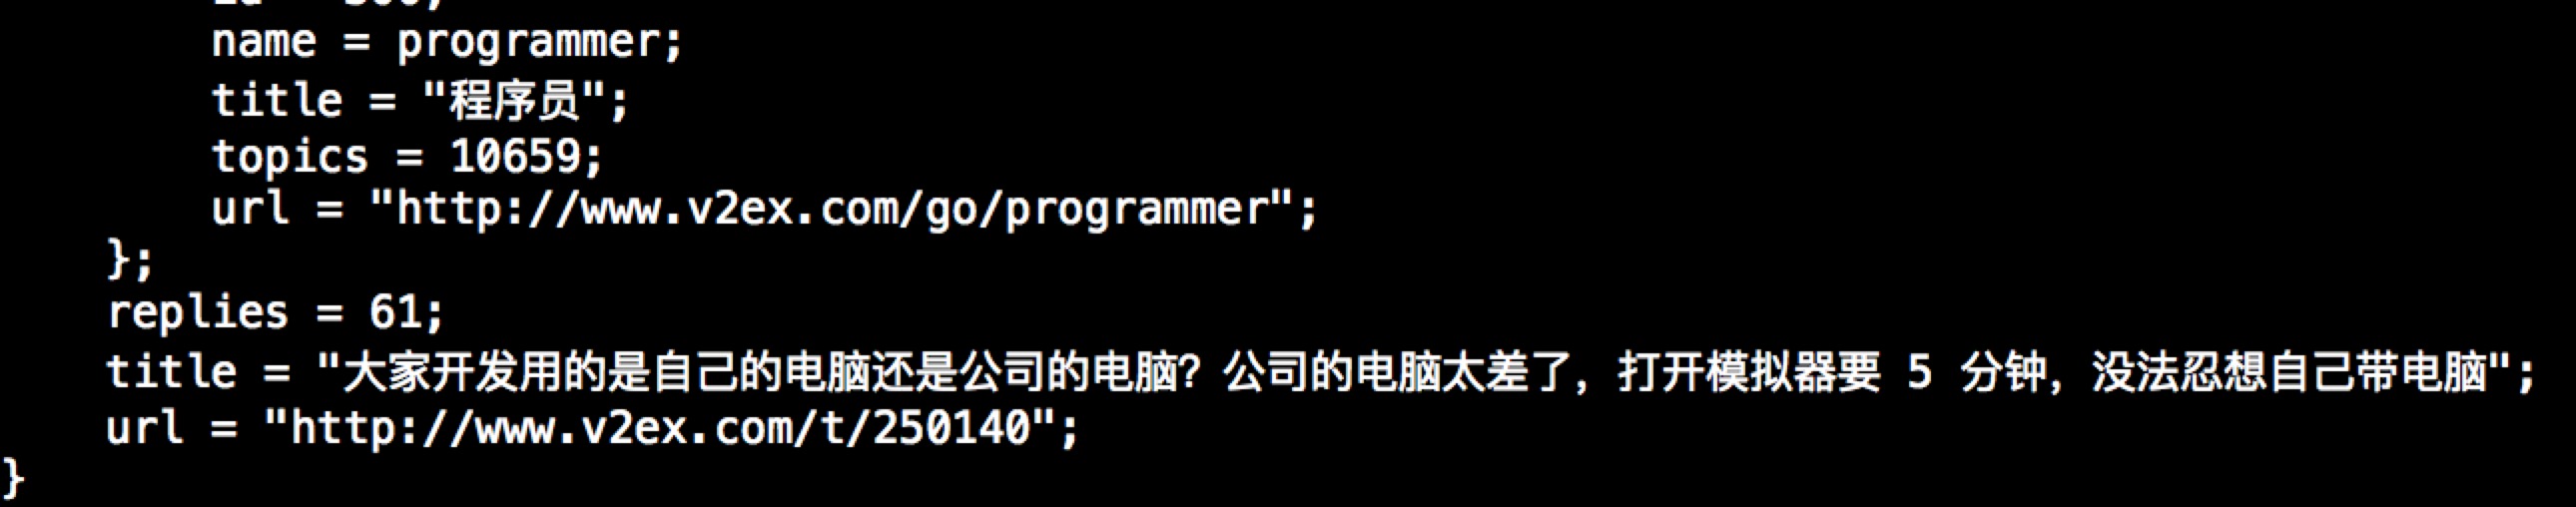 name = programmer;
title = "程序员";
topics = 10659;
url = "http://www.v2ex.com/go/programmer";
};
replies = 61;
title = "大家开发用的是自己的电脑还是公司的电脑？公司的电脑太差了，打开模拟器要 5 分钟，没法忍想自己带电脑";
url = "http://www.v2ex.com/t/250140";
}